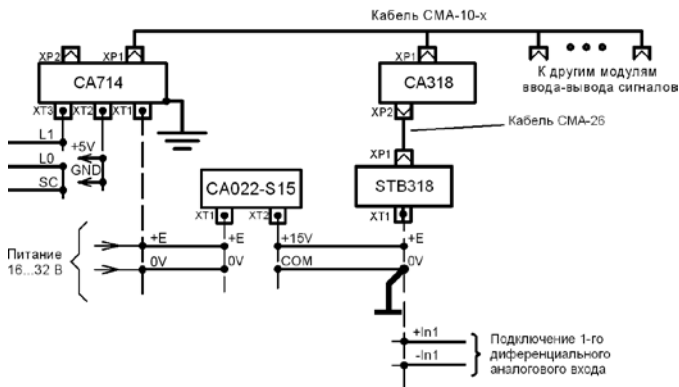 Кабель СМА-10-х
XP2
XP1
XP1
CA714
CA318
К другим модулям
ввода-вывода сигналов
XT3
XT2
XT1
XP2
Кабель СМА-26
L1
+5V
L0
GND
SC
XP1
CA022-S15
STB318
XT1
XT2
XT1
Питание
16...32 В
+E
+E
+15V
+E
0V
0V
COM
0V
+In1
-In1
Подключение 1-го
диференциального
аналогового входа